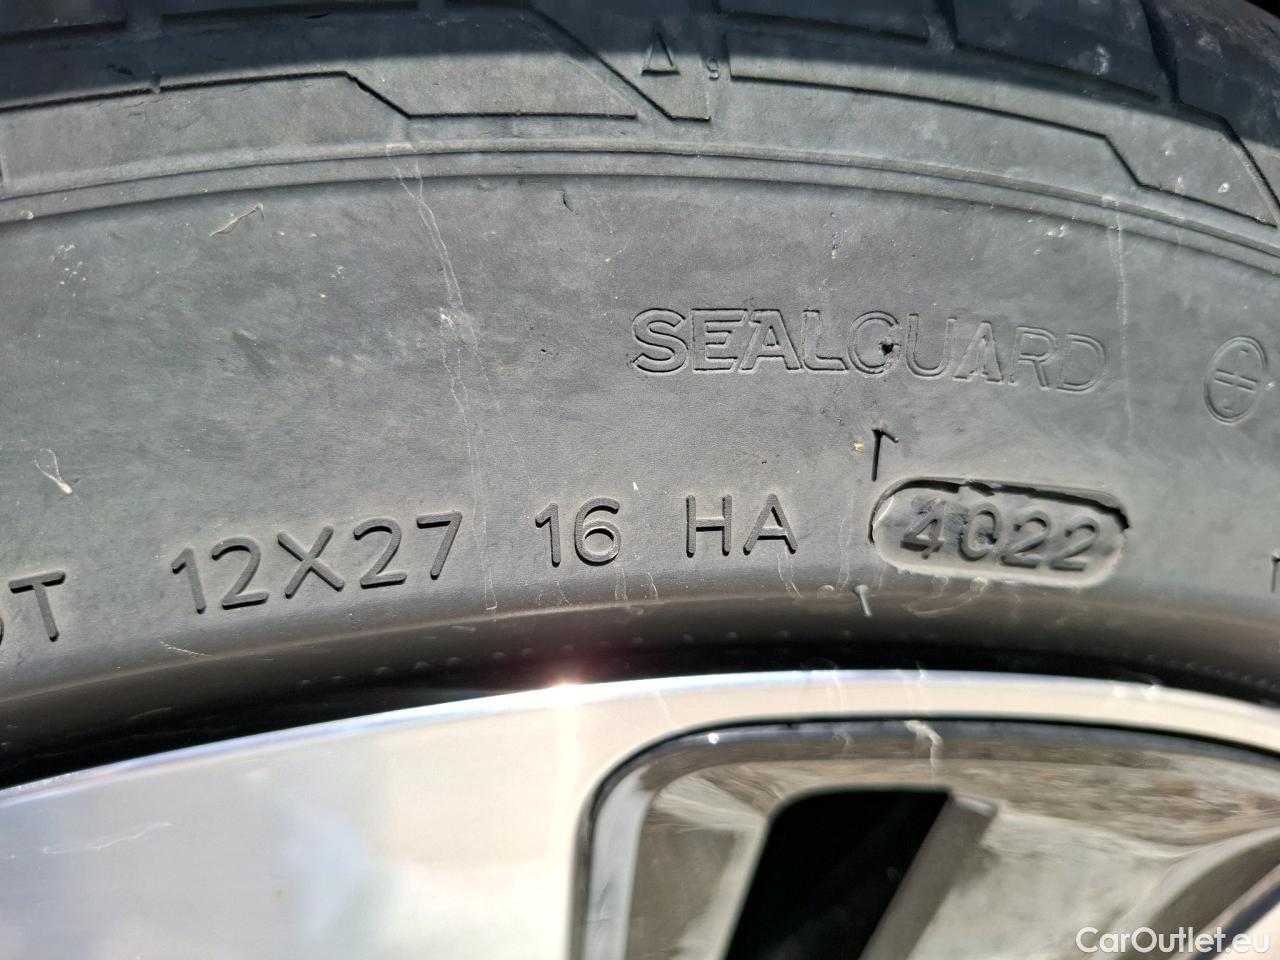 SEALGUARD
12X27 16 HA 4022
CarOutlet.eu